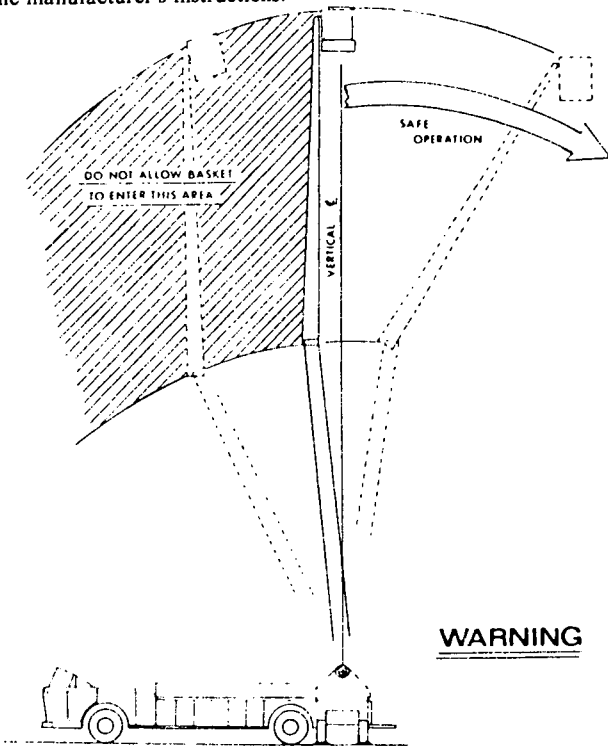 the manufacturer's instructions.
SAFE
OPERATION
DO NOT ALLOW BASKET
TO ENTER THIS AREA
VERTICAL ℄
WARNING